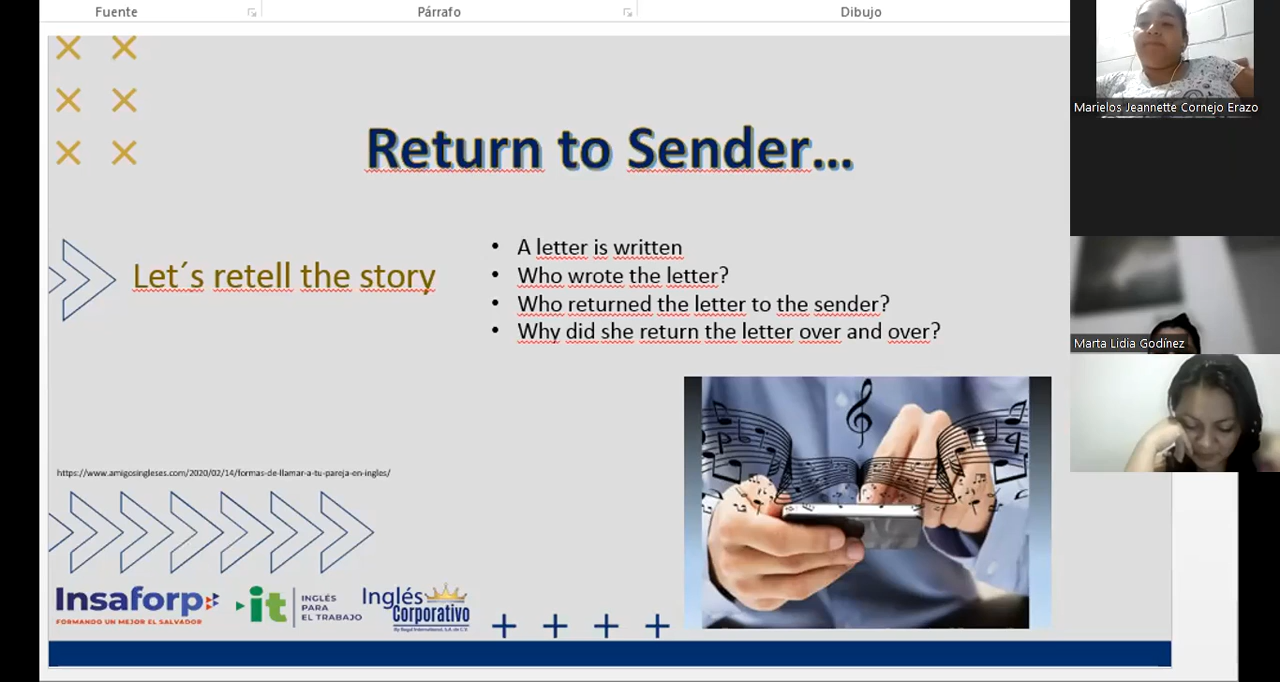 Fuente
Párrafo
Dibujo
Return to Sender...
Let´s retell the story
• A letter is written
• Who wrote the letter?
• Who returned the letter to the sender?
• Why did she return the letter over and over?
https://www.amigosingleses.com/2020/02/14/formas-de-llamar-a-tu-pareja-en-ingles/
Insaforp
FORMANDO UN MEJOR EL SALVADOR
it
INGLÉS
PARA
EL TRABAJO
Inglés
Corporativo
By Regal International, S.A. de C.V.
Marielos Jeannette Cornejo Erazo
Marta Lidia Godínez